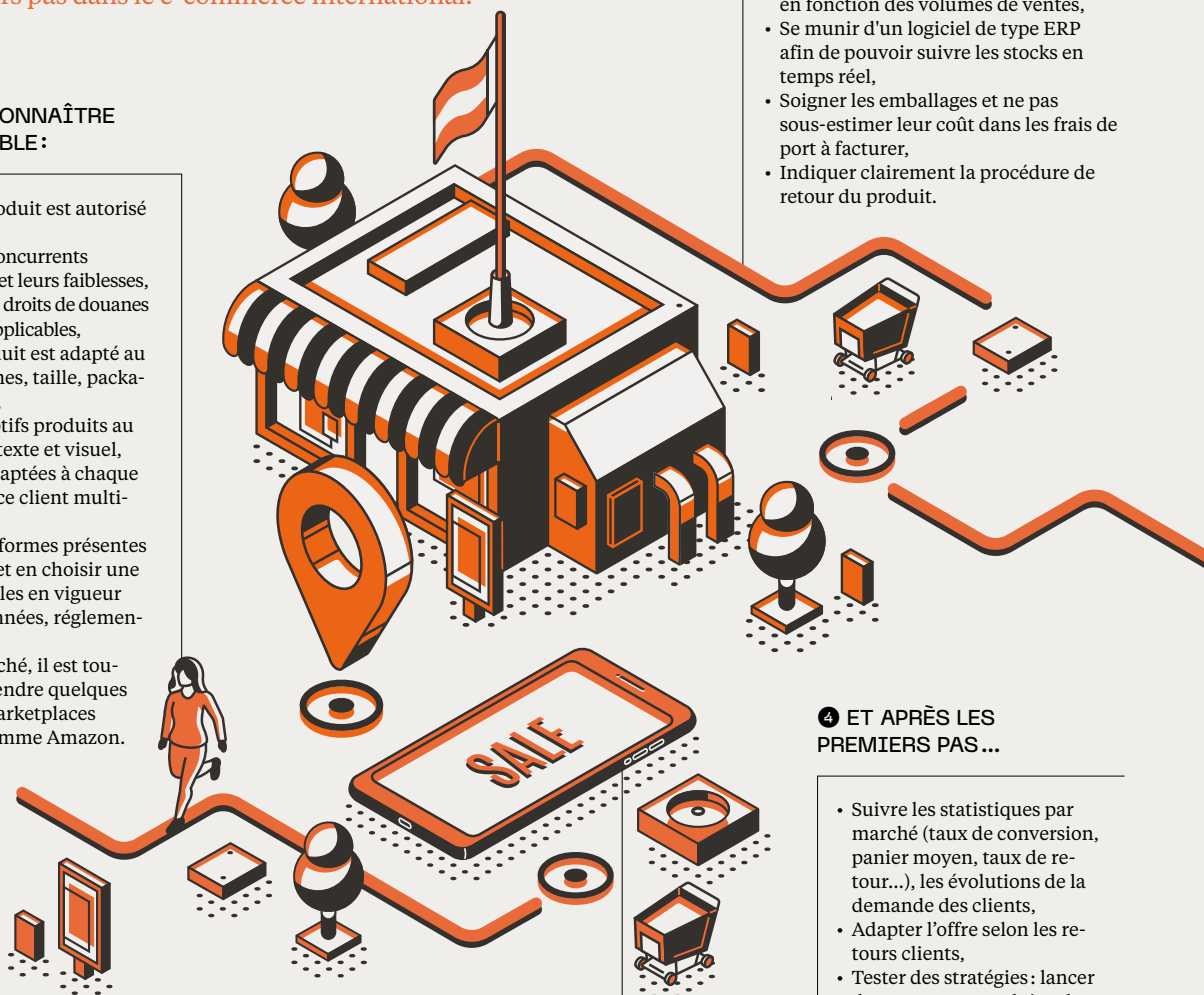 pas dans le e-commerce international.
ONNAÎTRE
BLE :
oduit est autorisé
oncurrents
et leurs faiblesses,
droits de douanes
pplicables,
uit est adapté au
nes, taille, packa-
tifs produits au
texte et visuel,
aptées à chaque
ce client multi-
formes présentes
et en choisir une
les en vigueur
nnées, réglemen-
ché, il est tou-
endre quelques
arketplaces
mme Amazon.
en fonction des volumes de ventes,
• Se munir d'un logiciel de type ERP
afin de pouvoir suivre les stocks en
temps réel,
• Soigner les emballages et ne pas
sous-estimer leur coût dans les frais de
port à facturer,
• Indiquer clairement la procédure de
retour du produit.
SALE
4 ET APRÈS LES
PREMIERS PAS...
• Suivre les statistiques par
marché (taux de conversion,
panier moyen, taux de re-
tour...), les évolutions de la
demande des clients,
• Adapter l’offre selon les re-
tours clients,
• Tester des stratégies : lancer